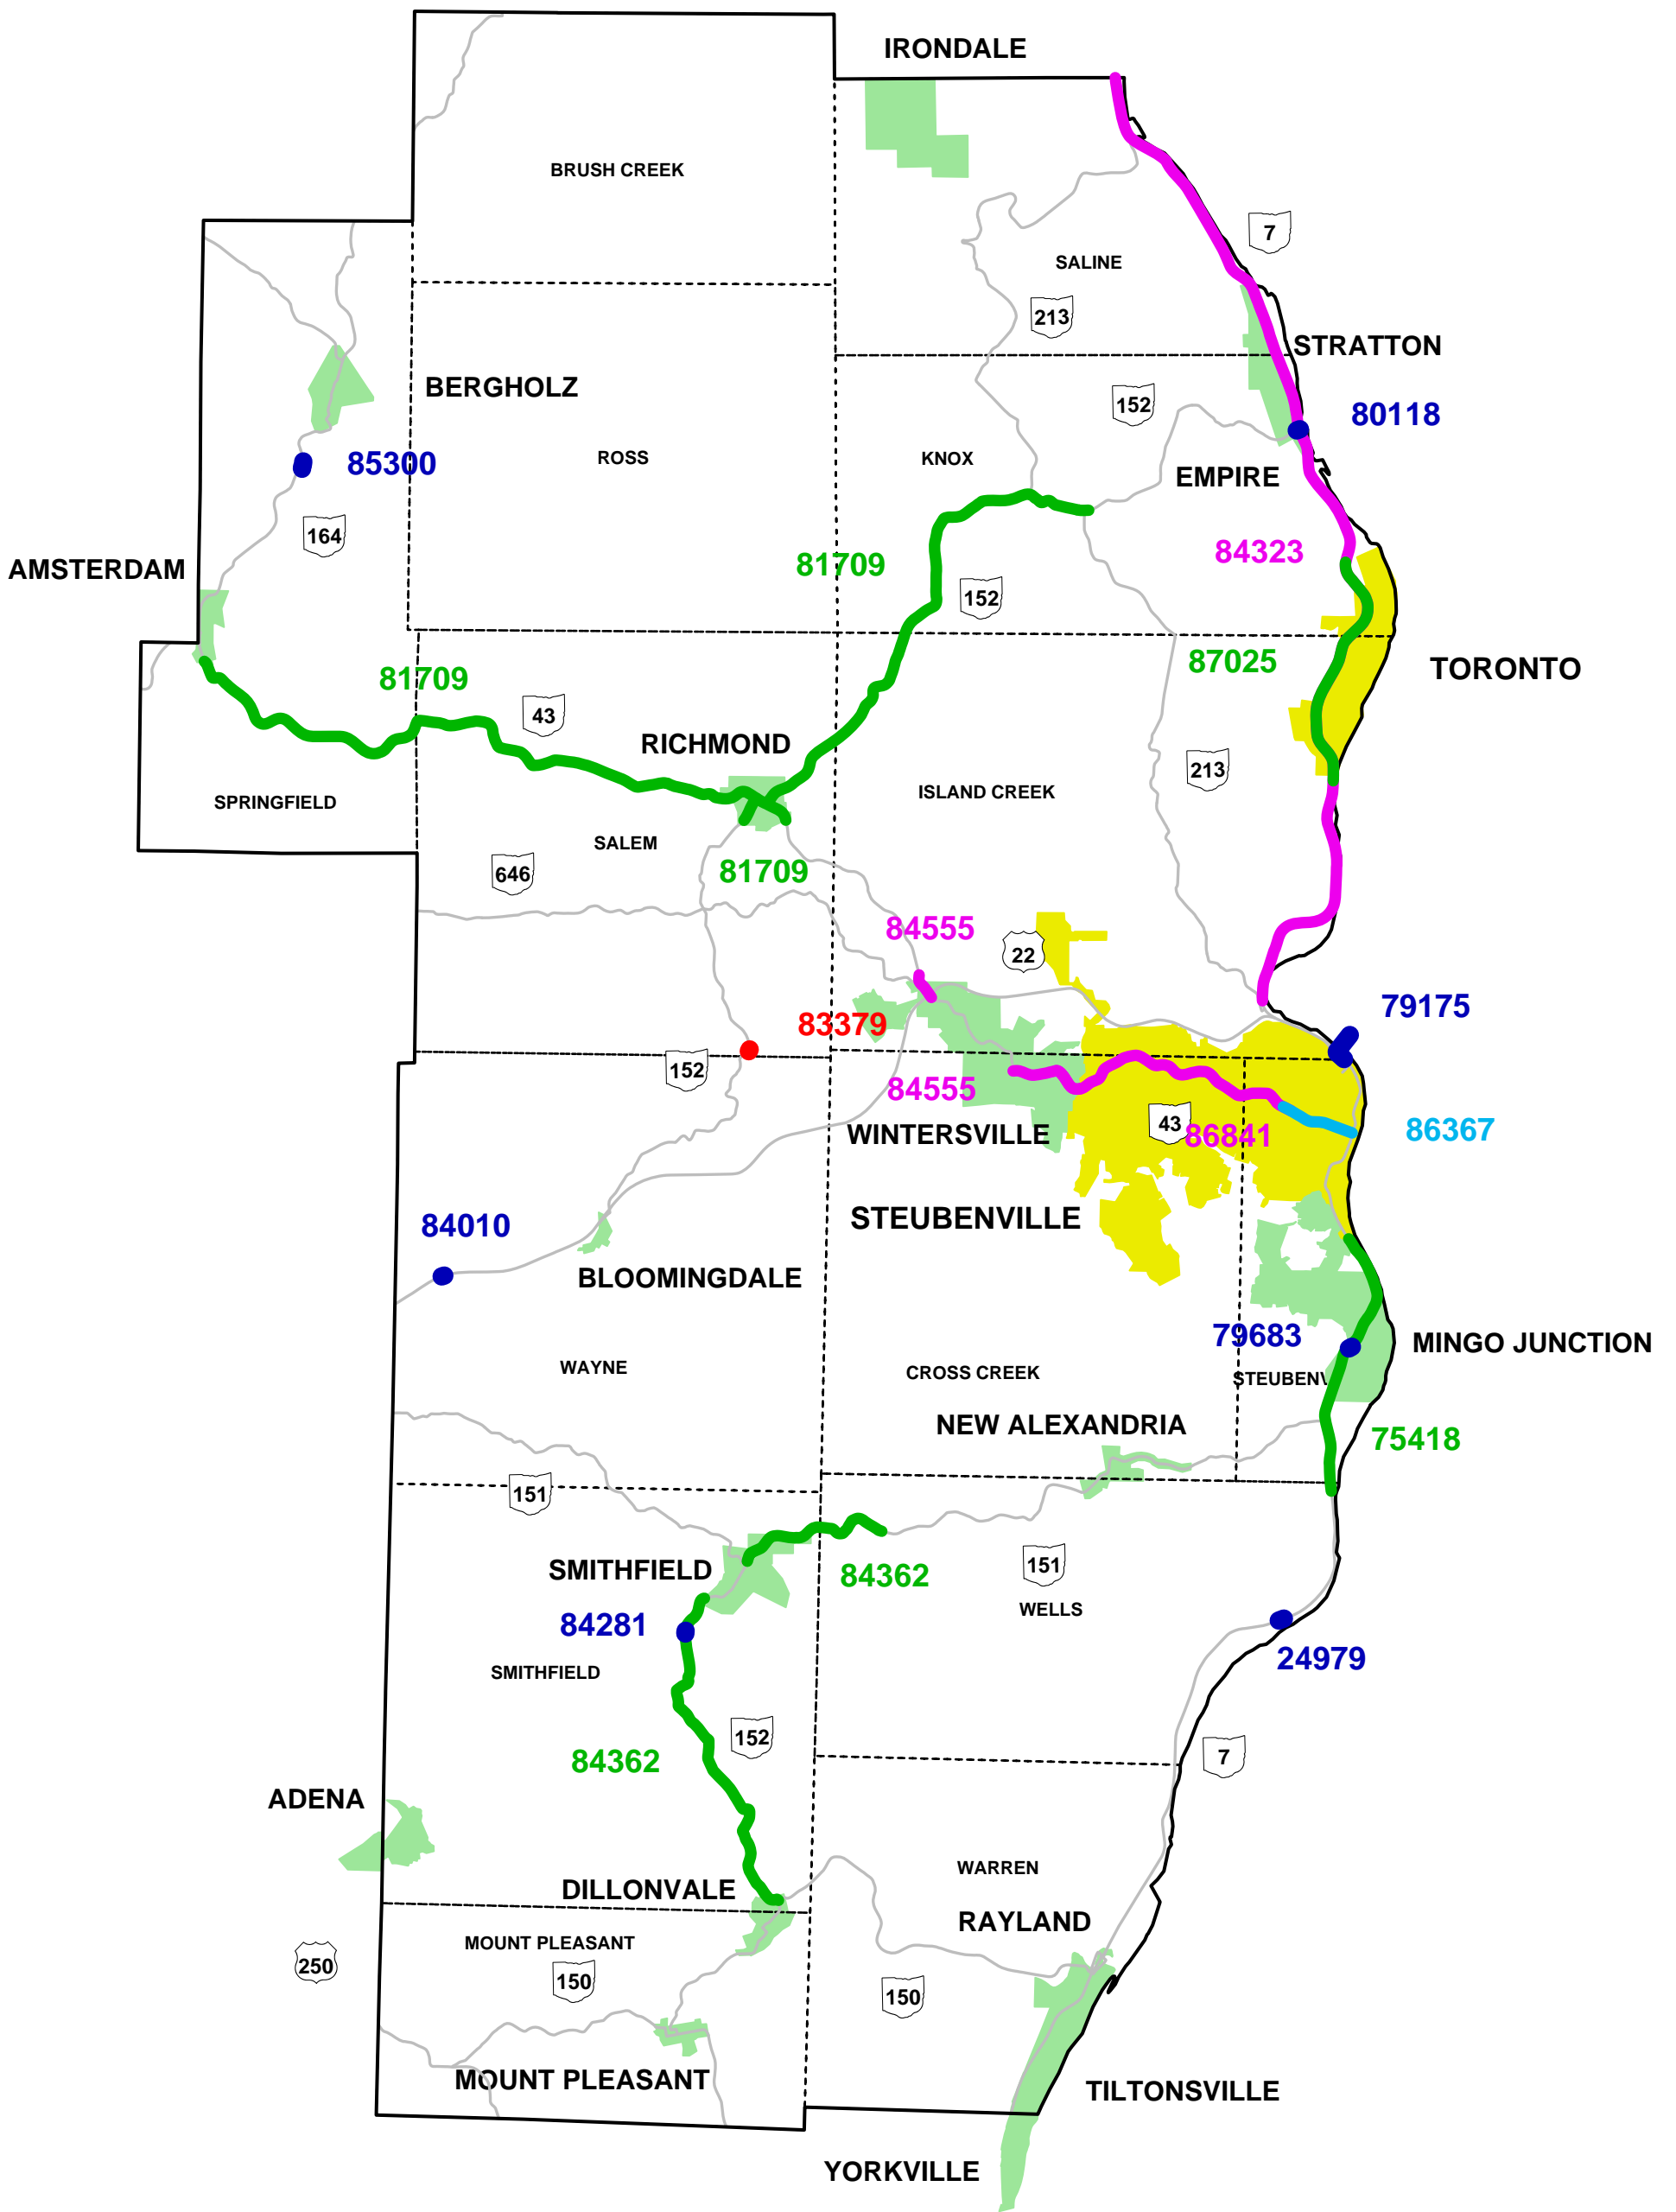 IRONDALE
BRUSH CREEK
7
SALINE
213
STRATTON
BERGHOLZ
152
80118
85300
ROSS
KNOX
EMPIRE
164
84323
AMSTERDAM
81709
152
87025
TORONTO
81709
43
RICHMOND
213
SPRINGFIELD
ISLAND CREEK
SALEM
646
81709
84555
22
79175
83379
152
84555
43
86841
86367
WINTERSVILLE
84010
STEUBENVILLE
BLOOMINGDALE
79683
MINGO JUNCTION
WAYNE
CROSS CREEK
STEUBENV
NEW ALEXANDRIA
75418
151
SMITHFIELD
84362
151
WELLS
84281
24979
SMITHFIELD
152
84362
7
ADENA
WARREN
DILLONVALE
RAYLAND
MOUNT PLEASANT
250
150
150
MOUNT PLEASANT
TILTONSVILLE
YORKVILLE